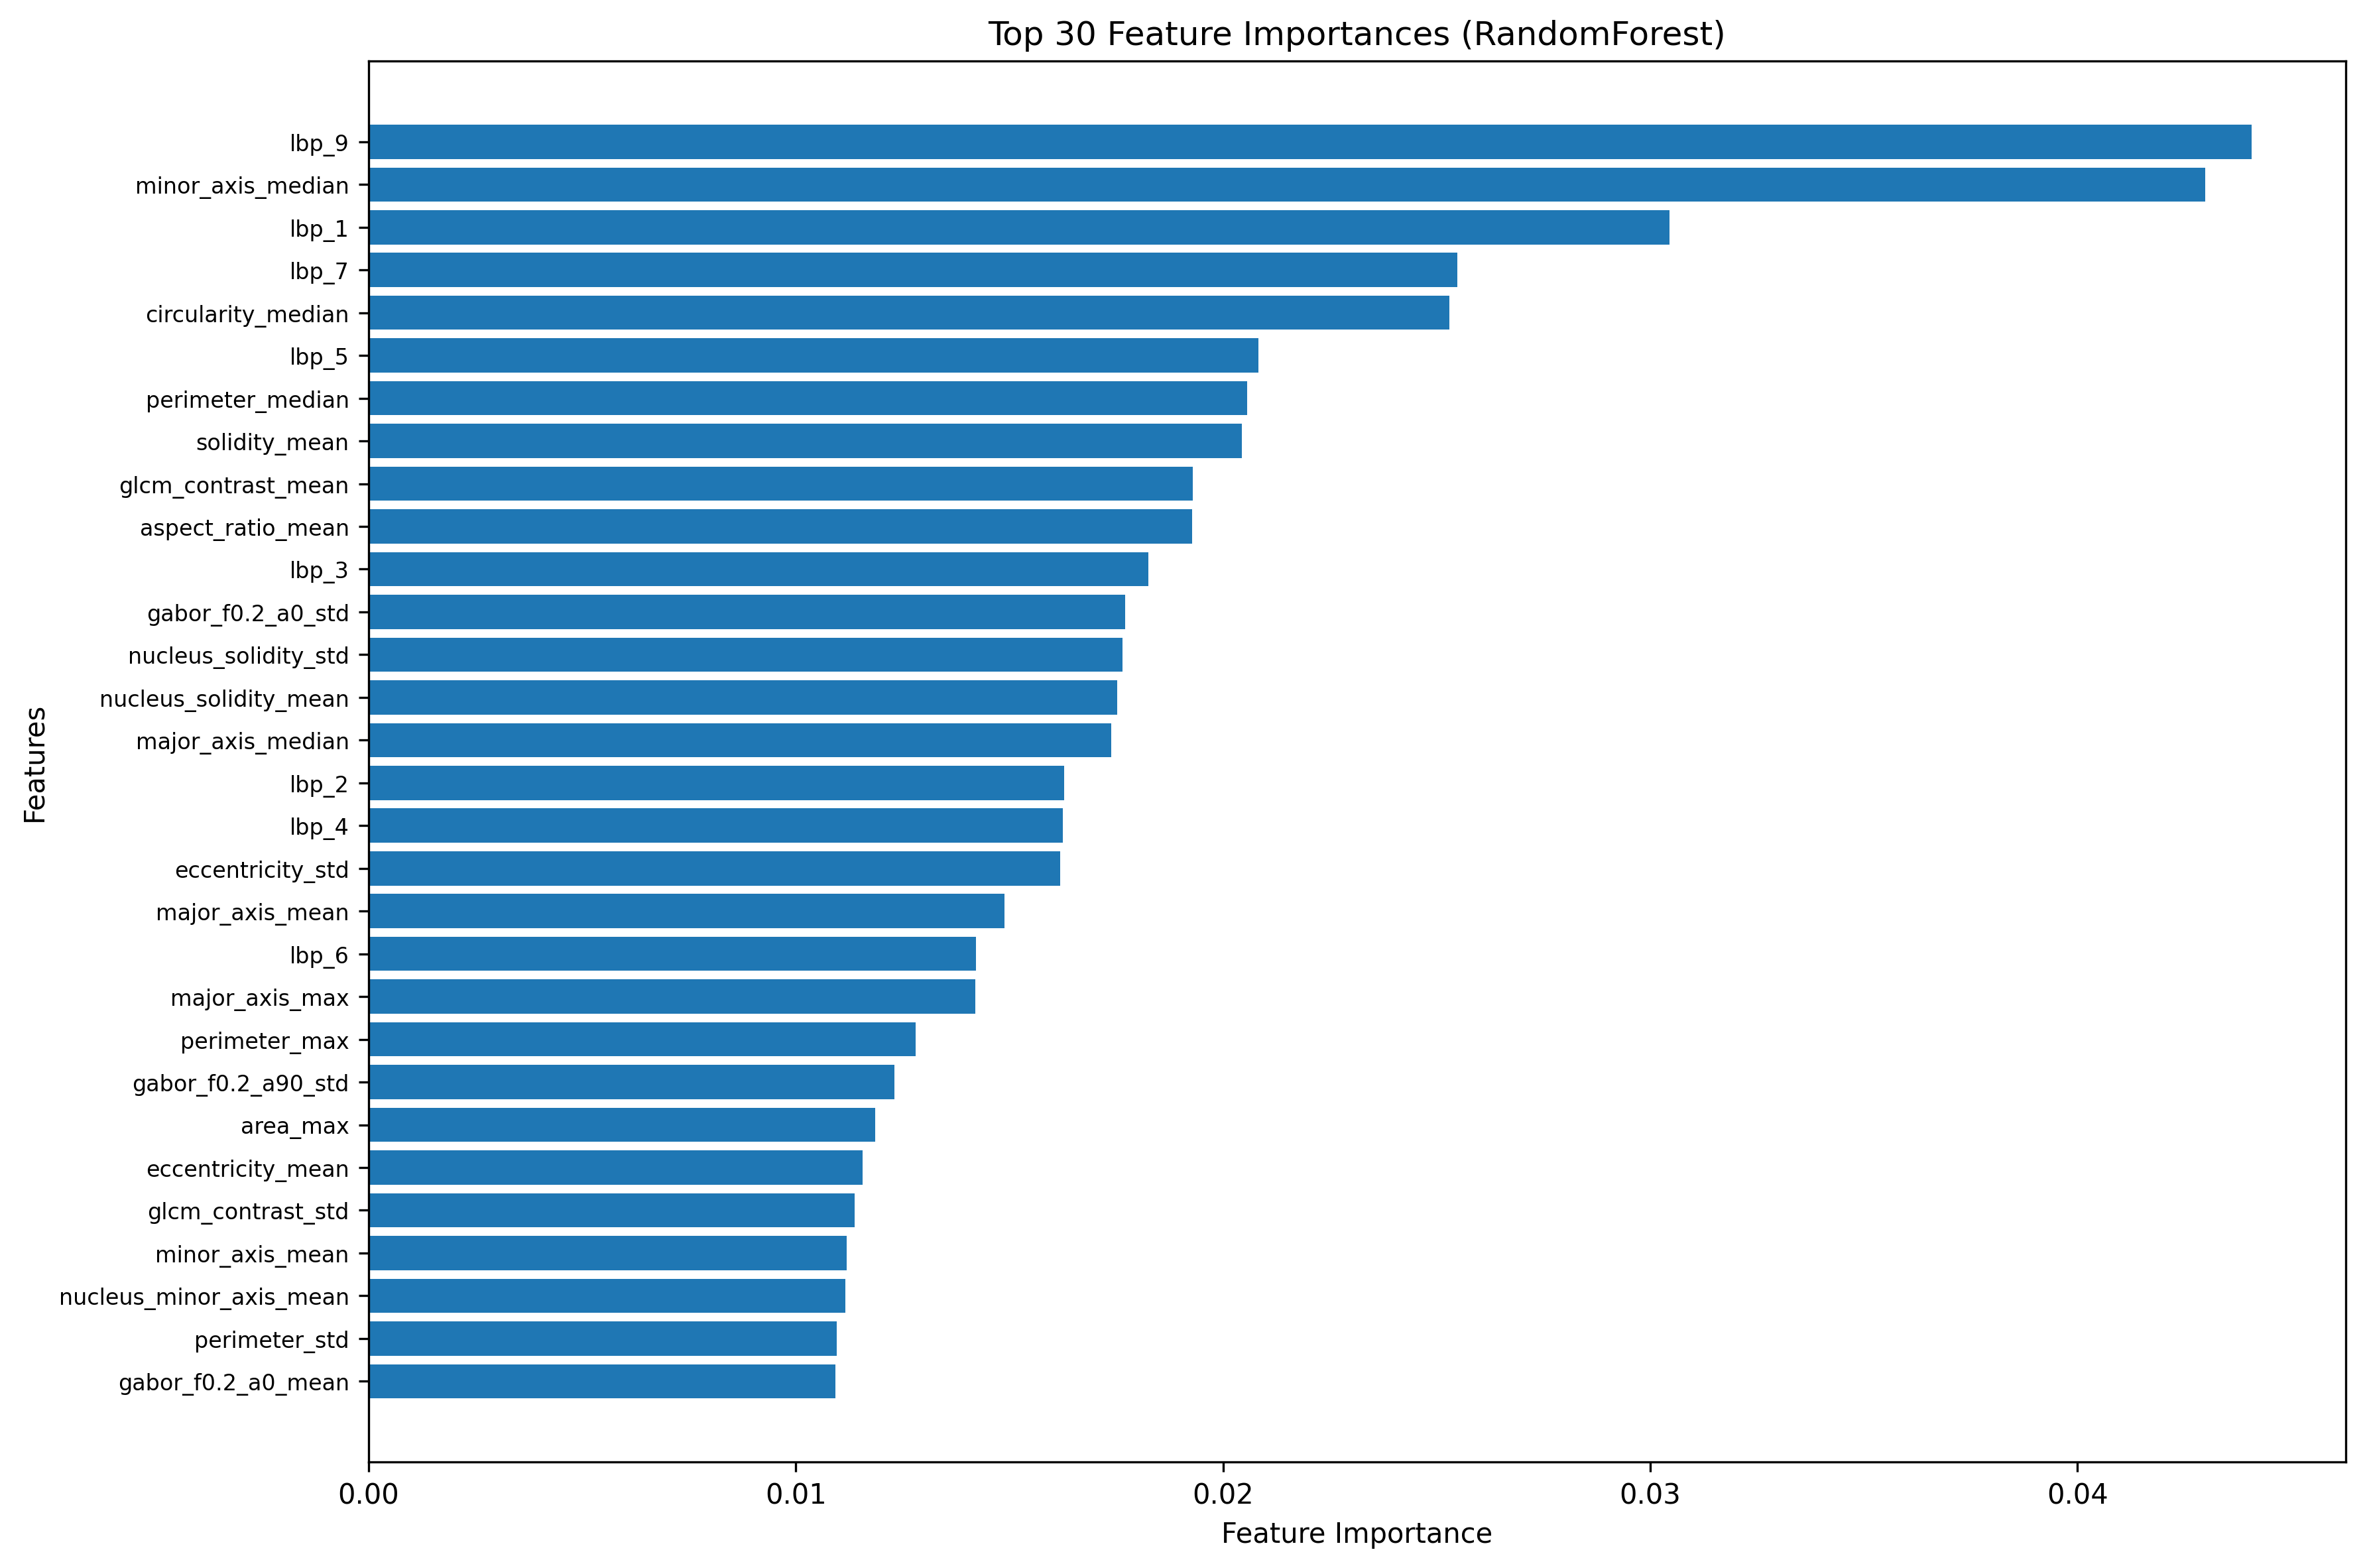 Top 30 Feature Importances (RandomForest)
lbp_9
minor_axis_median
lbp_1
lbp_7
circularity_median
lbp_5
perimeter_median
solidity_mean
glcm_contrast_mean
aspect_ratio_mean
lbp_3
gabor_f0.2_a0_std
nucleus_solidity_std
nucleus_solidity_mean
major_axis_median
lbp_2
lbp_4
eccentricity_std
major_axis_mean
lbp_6
major_axis_max
perimeter_max
gabor_f0.2_a90_std
area_max
eccentricity_mean
glcm_contrast_std
minor_axis_mean
nucleus_minor_axis_mean
perimeter_std
gabor_f0.2_a0_mean
Features
0.00 0.01 0.02 0.03 0.04
Feature Importance